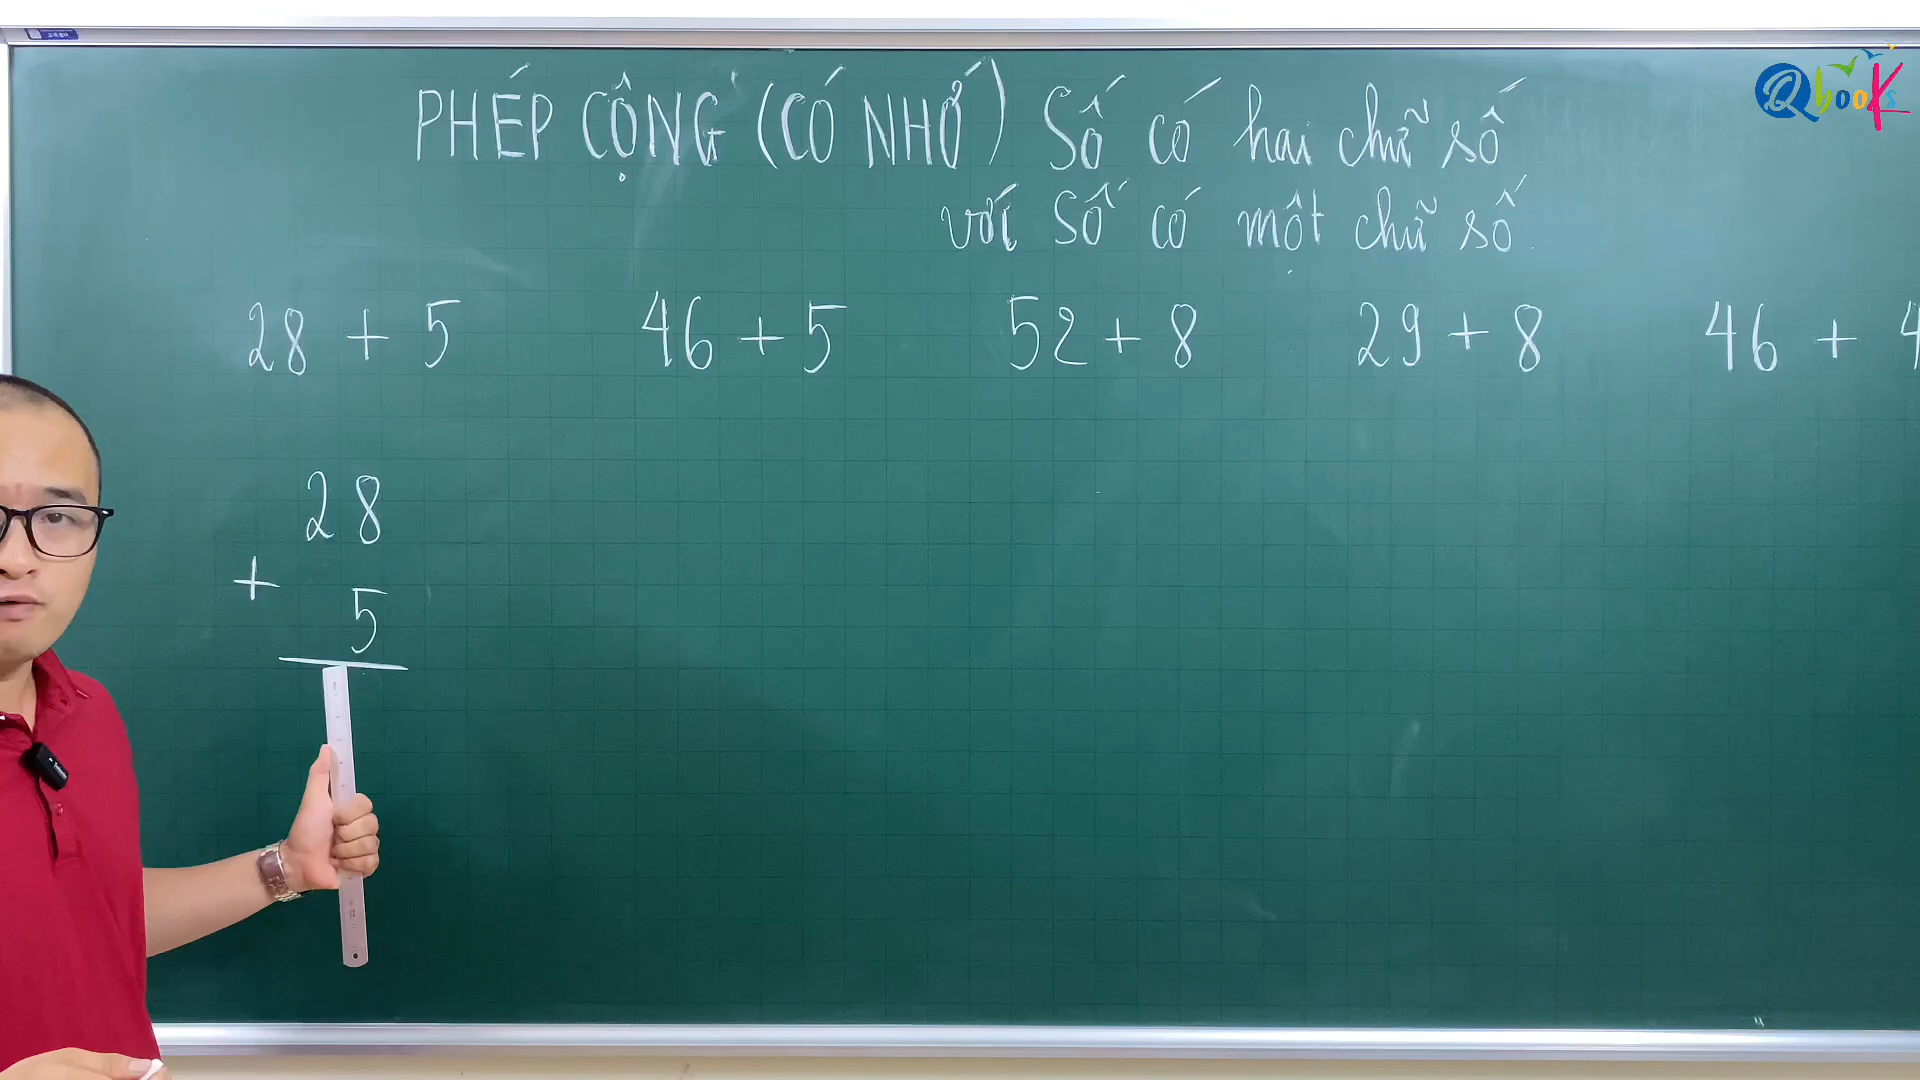 PHÉP CỘNG (CÓ NHỚ) Số có hai chữ số
với Số có một chữ số.
28 + 5 46 + 5 52 + 8 29 + 8 46 + 4
28
+
5
Qbooks